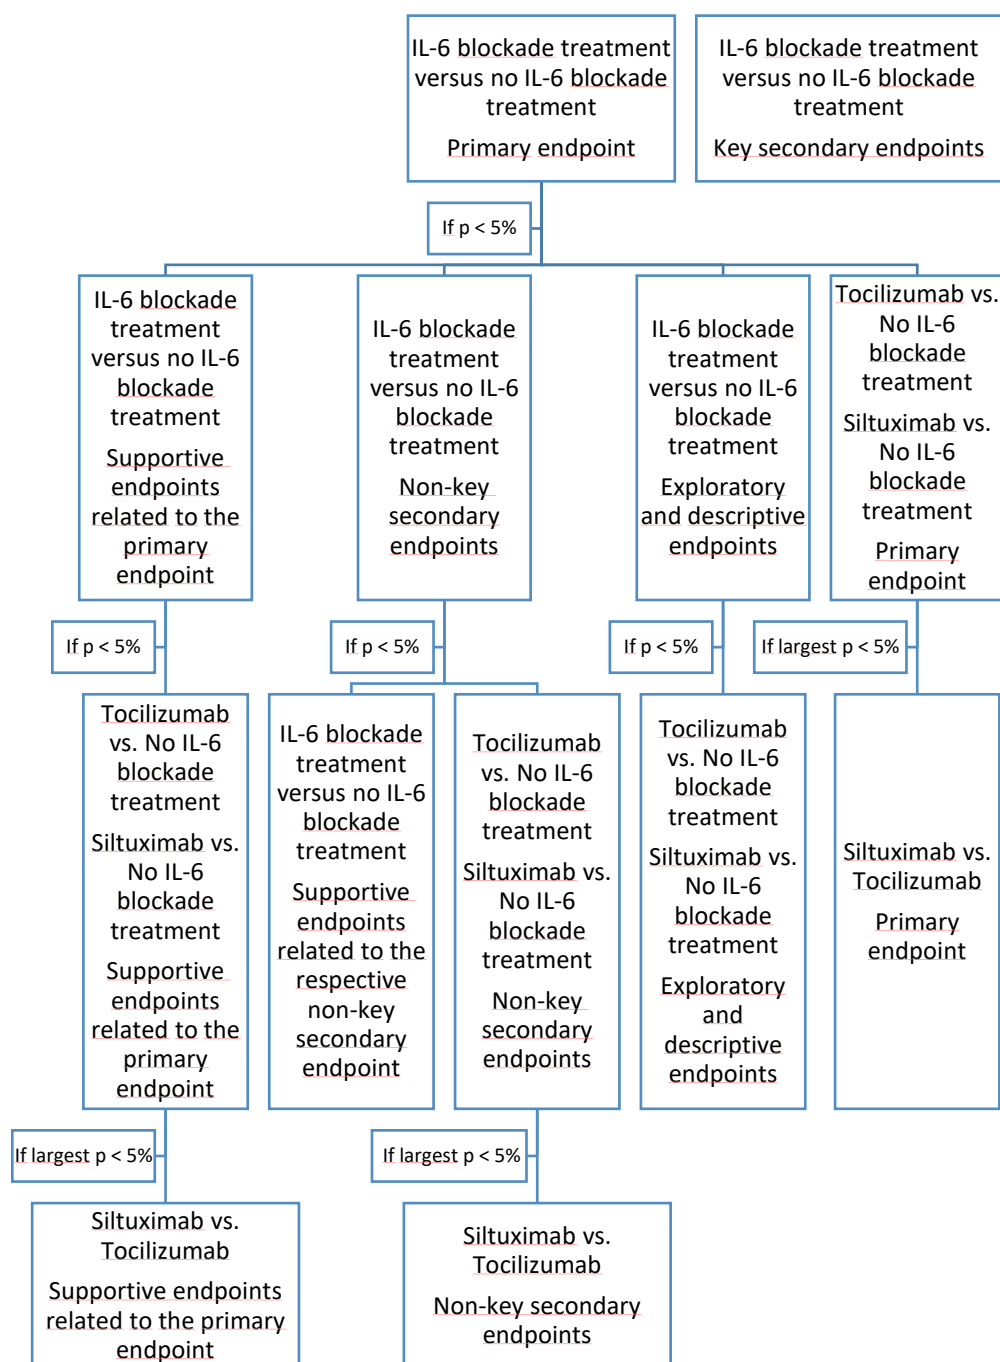 IL-6 blockade treatment
versus no IL-6 blockade
treatment
Primary endpoint
IL-6 blockade treatment
versus no IL-6 blockade
treatment
Key secondary endpoints
If p < 5%
IL-6 blockade
treatment
versus no IL-6
blockade
treatment
Supportive
endpoints
related to the
primary
endpoint
IL-6 blockade
treatment
versus no IL-6
blockade
treatment
Non-key
secondary
endpoints
IL-6 blockade
treatment
versus no IL-6
blockade
treatment
Exploratory
and descriptive
endpoints
Tocilizumab vs.
No IL-6
blockade
treatment
Siltuximab vs.
No IL-6
blockade
treatment
Primary
endpoint
If p < 5%
If p < 5%
If p < 5%
If largest p < 5%
Tocilizumab
vs. No IL-6
blockade
treatment
Siltuximab vs.
No IL-6
blockade
treatment
Supportive
endpoints
related to the
primary
endpoint
IL-6 blockade
treatment
versus no IL-6
blockade
treatment
Supportive
endpoints
related to the
respective
non-key
secondary
endpoint
Tocilizumab
vs. No IL-6
blockade
treatment
Siltuximab vs.
No IL-6
blockade
treatment
Non-key
secondary
endpoints
Tocilizumab
vs. No IL-6
blockade
treatment
Siltuximab vs.
No IL-6
blockade
treatment
Exploratory
and
descriptive
endpoints
Siltuximab vs.
Tocilizumab
Primary
endpoint
If largest p < 5%
If largest p < 5%
Siltuximab vs.
Tocilizumab
Supportive endpoints
related to the primary
endpoint
Siltuximab vs.
Tocilizumab
Non-key secondary
endpoints